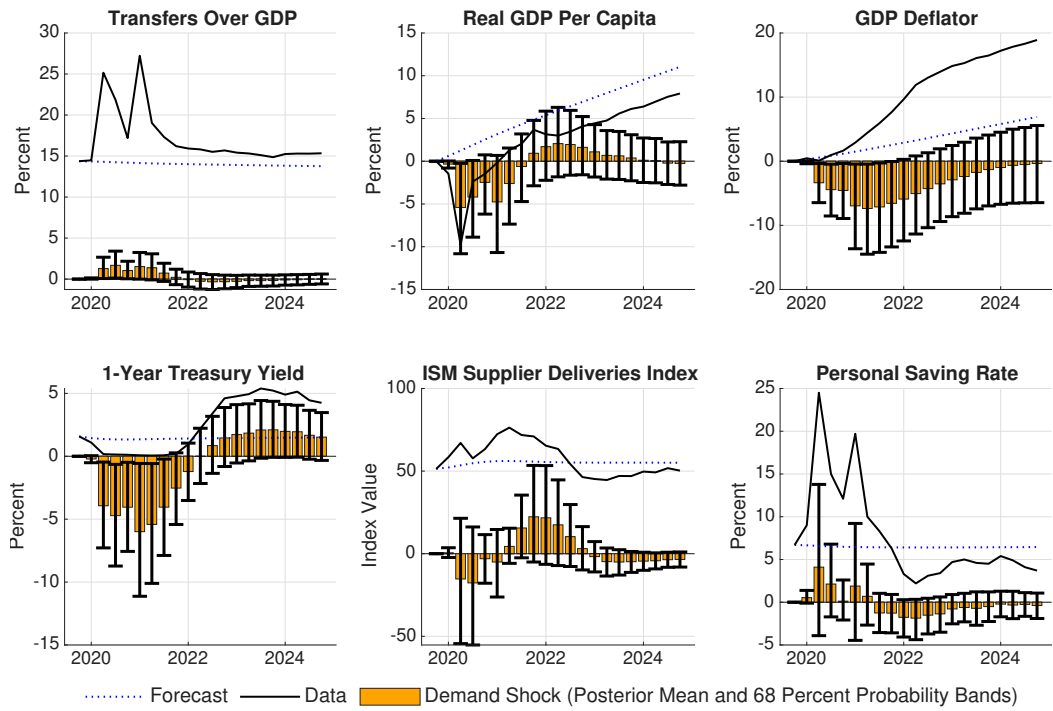 Transfers Over GDP
Real GDP Per Capita
GDP Deflator
Percent
30
25
20
15
10
5
0
2020 2022 2024
15
10
5
0
-5
-10
-15
2020 2022 2024
20
10
0
-10
-20
2020 2022 2024
1-Year Treasury Yield
ISM Supplier Deliveries Index
Personal Saving Rate
Percent
5
0
-5
-10
-15
2020 2022 2024
Index Value
100
50
0
-50
2020 2022 2024
Percent
25
20
15
10
5
0
-5
2020 2022 2024
Forecast Data Demand Shock (Posterior Mean and 68 Percent Probability Bands)